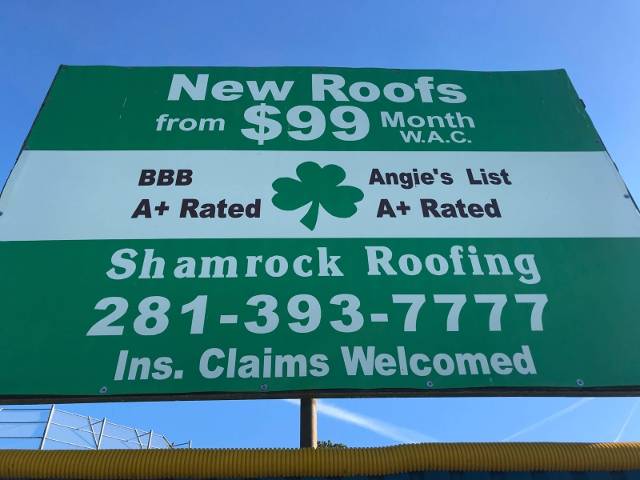 New Roofs
from $99 Month
W.A.C.
BBB
A+ Rated
Angie's List
A+ Rated
Shamrock Roofing
281-393-7777
Ins. Claims Welcomed